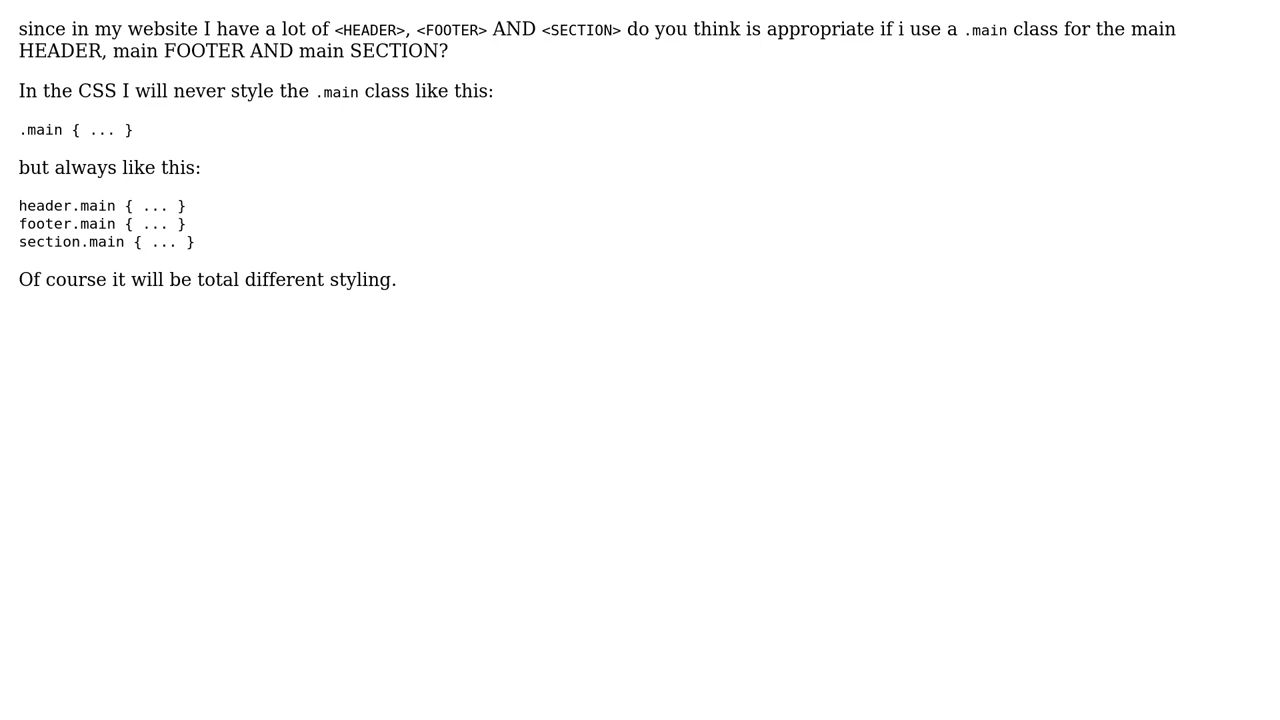 since in my website I have a lot of <HEADER>, <FOOTER> AND <SECTION> do you think is appropriate if i use a .main class for the main
HEADER, main FOOTER AND main SECTION?
In the CSS I will never style the .main class like this:
.main { ... }
but always like this:
header.main { ... }
footer.main { ... }
section.main { ... }
Of course it will be total different styling.